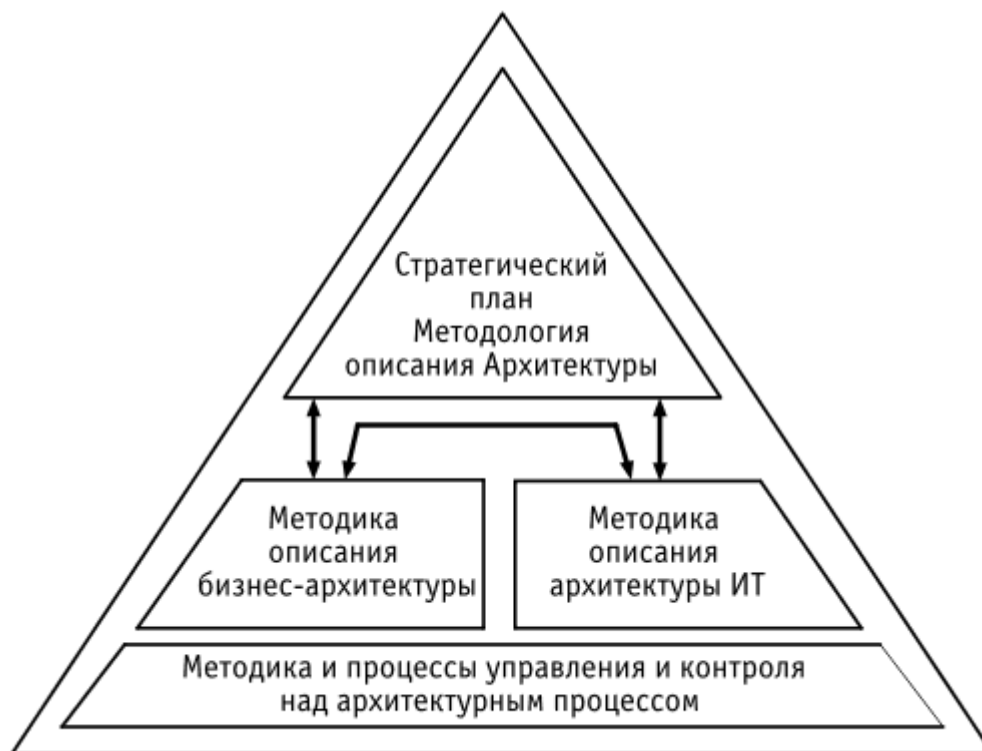 Стратегический
план
Методология
описания Архитектуры
Методика
описания
бизнес-архитектуры
Методика
описания
архитектуры ИТ
Методика и процессы управления и контроля
над архитектурным процессом